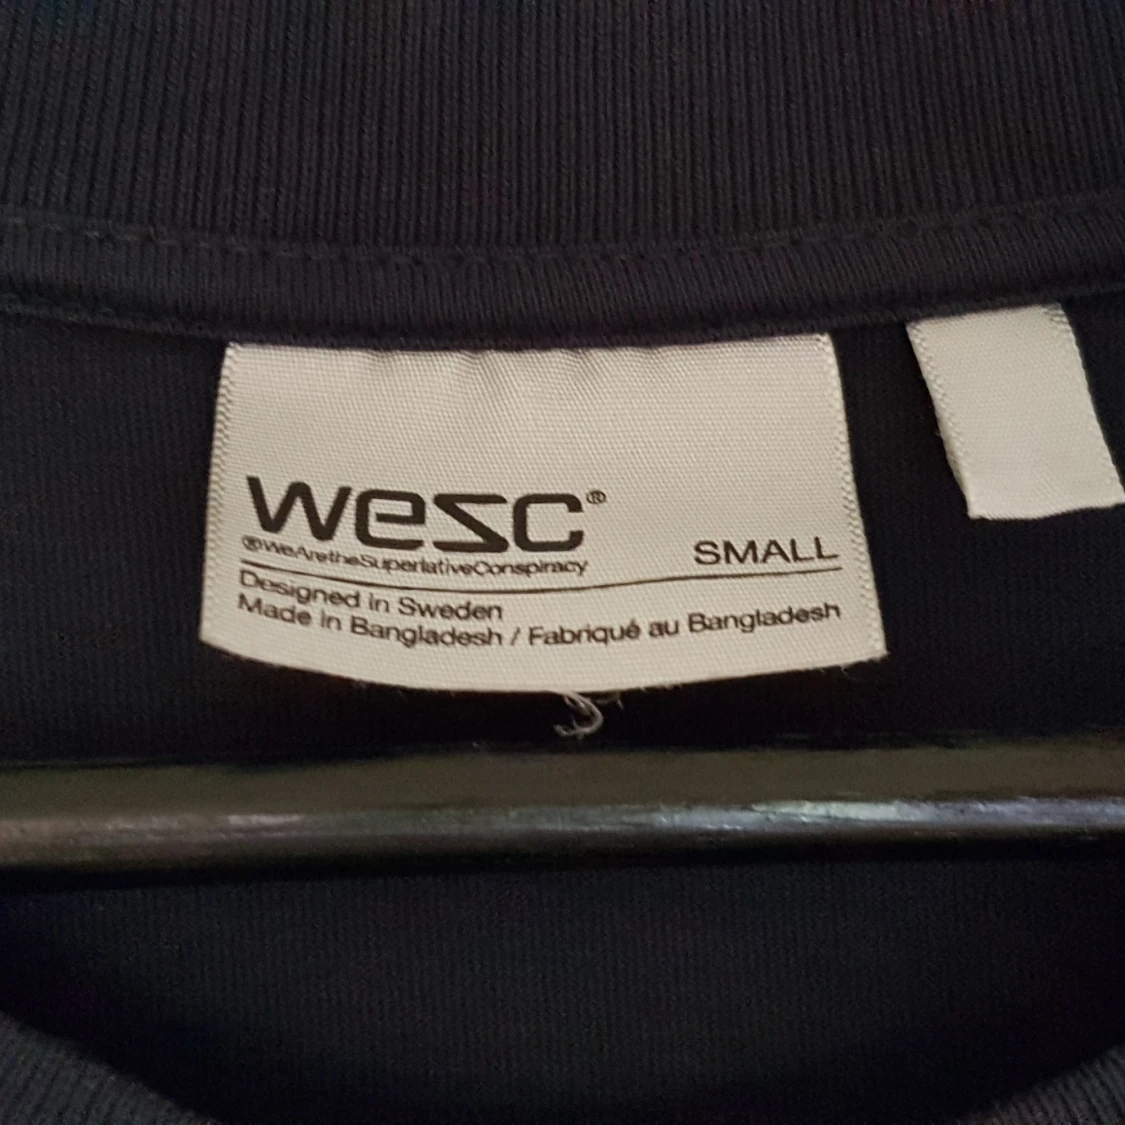 wesc®
®WeAretheSuperlativeConspiracy
SMALL
Designed in Sweden
Made in Bangladesh / Fabriqué au Bangladesh